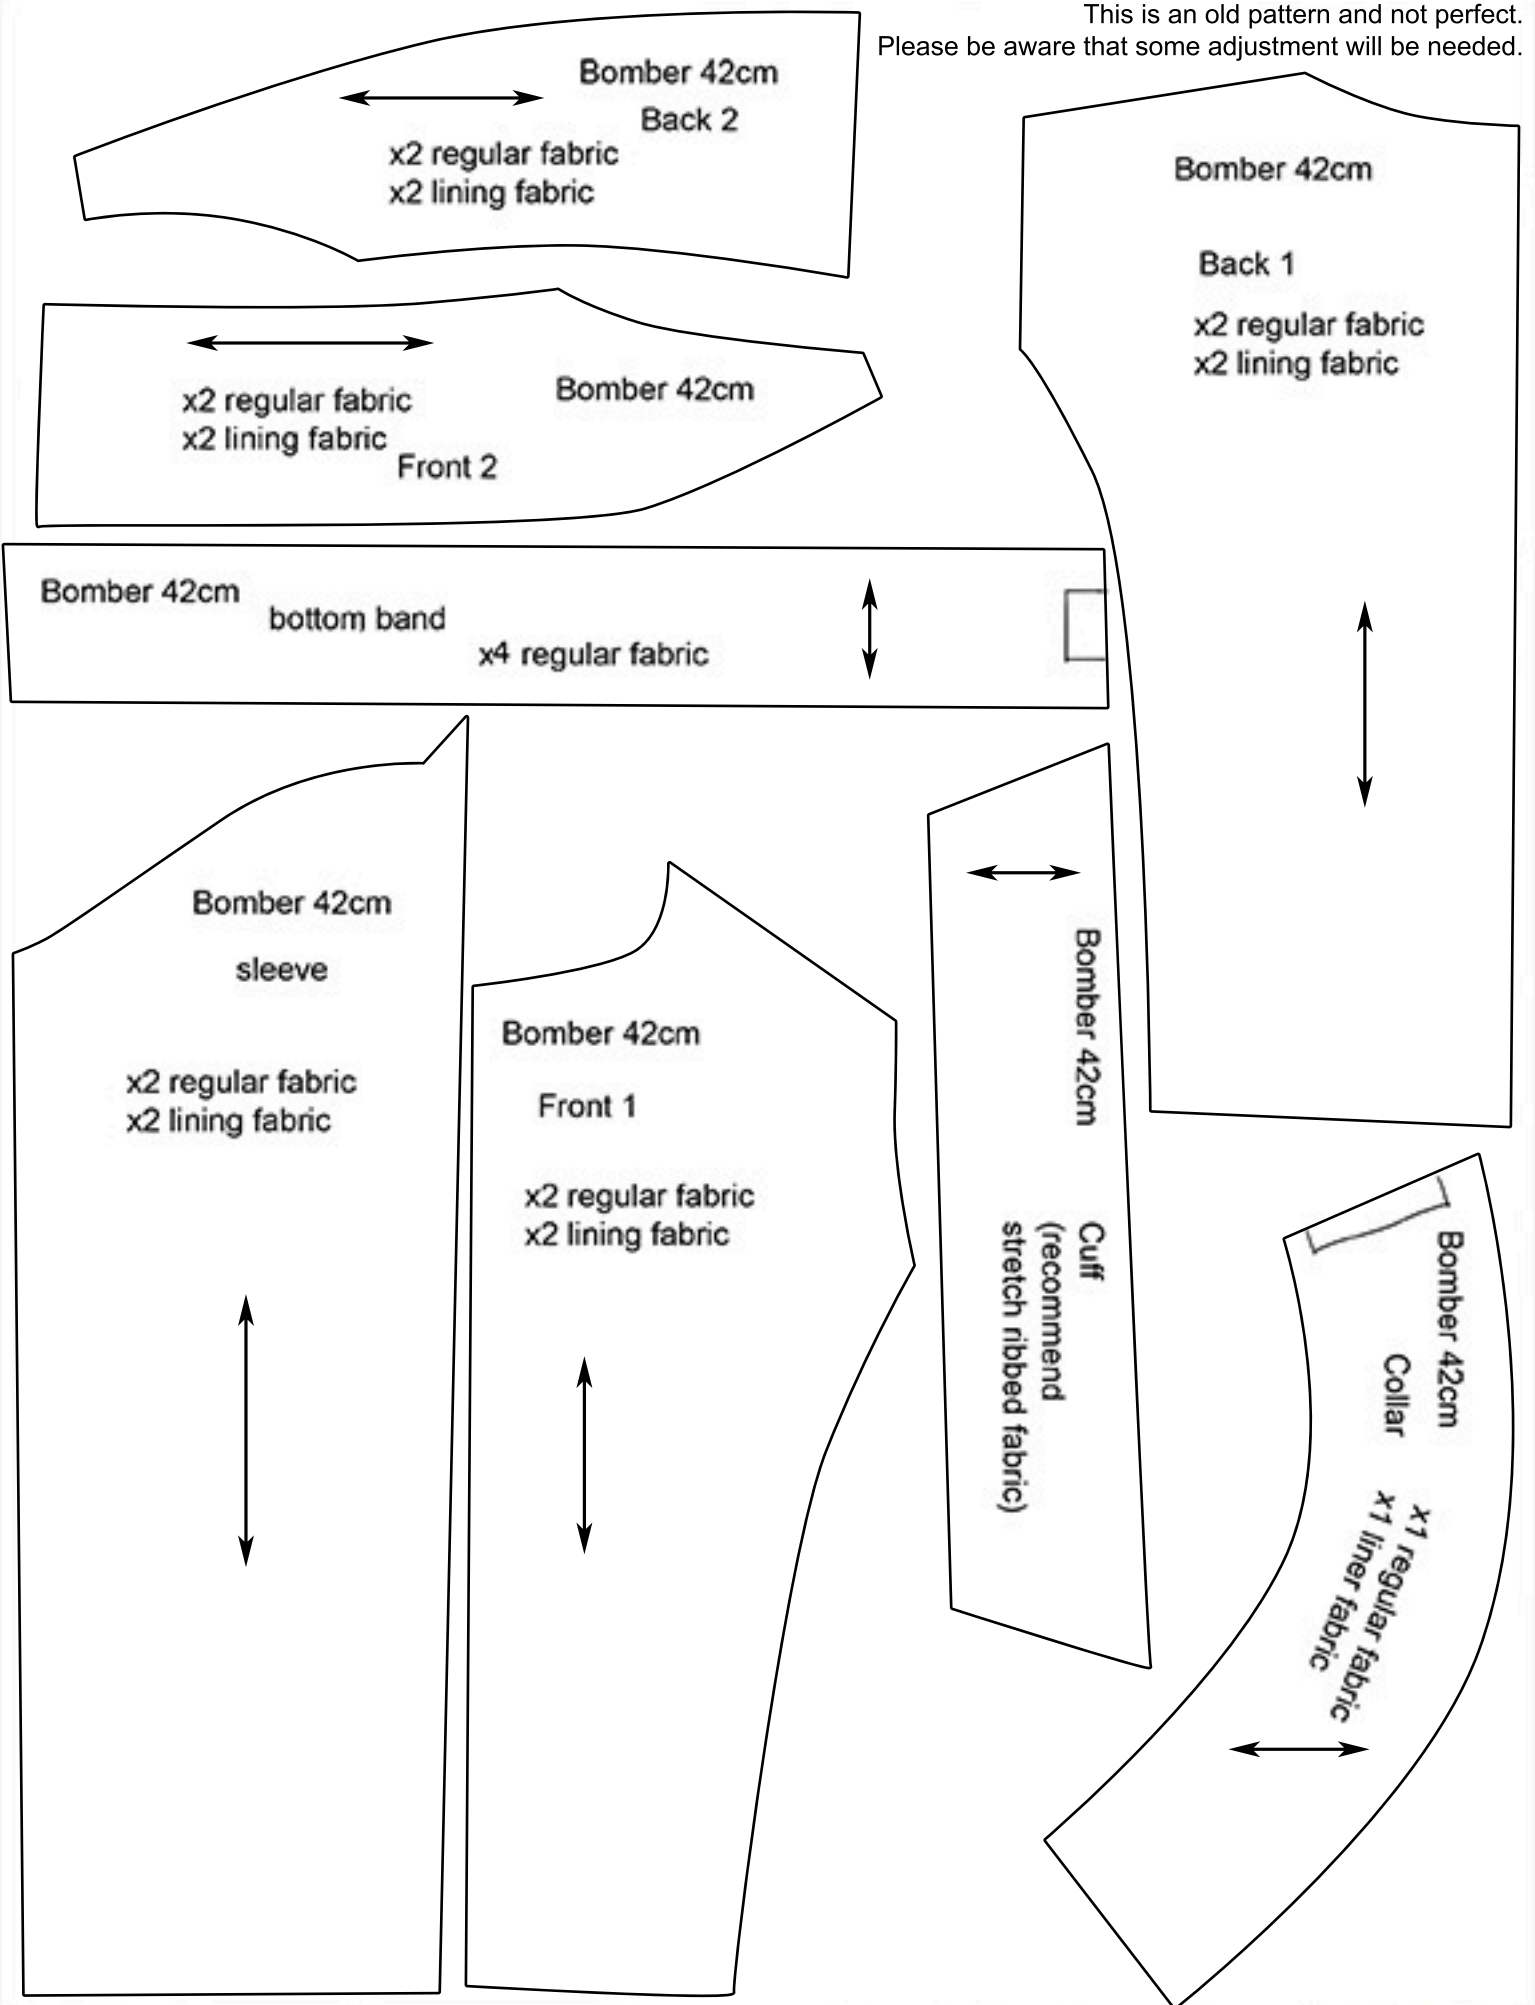 This is an old pattern and not perfect.
Please be aware that some adjustment will be needed.
Bomber 42cm
Back 2
x2 regular fabric
x2 lining fabric
Bomber 42cm
Back 1
x2 regular fabric
x2 lining fabric
x2 regular fabric
x2 lining fabric
Bomber 42cm
Front 2
Bomber 42cm
bottom band
x4 regular fabric
Bomber 42cm
sleeve
x2 regular fabric
x2 lining fabric
Bomber 42cm
Front 1
x2 regular fabric
x2 lining fabric
Bomber 42cm
Cuff
(recommend
stretch ribbed fabric)
Bomber 42cm
Collar
x1 regular fabric
x1 liner fabric